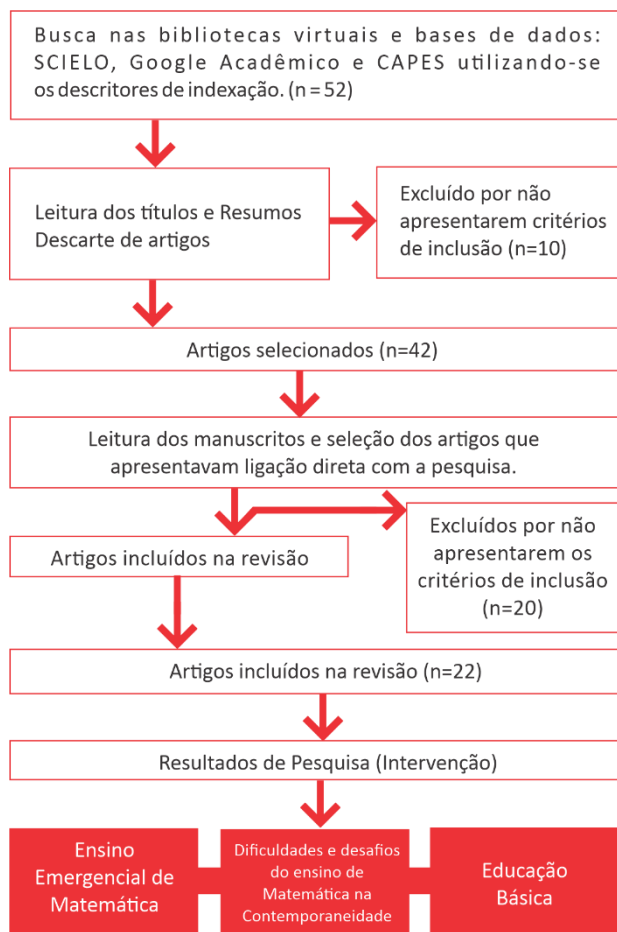 Busca nas bibliotecas virtuais e bases de dados:
SCIELO, Google Acadêmico e CAPES utilizando-se
os descritores de indexação. (n = 52)
Leitura dos títulos e Resumos
Descarte de artigos
Excluído por não
apresentarem critérios
de inclusão (n=10)
Artigos selecionados (n=42)
Leitura dos manuscritos e seleção dos artigos que
apresentavam ligação direta com a pesquisa.
Artigos incluídos na revisão
Excluídos por não
apresentarem os
critérios de inclusão
(n=20)
Artigos incluídos na revisão (n=22)
Resultados de Pesquisa (Intervenção)
Ensino
Emergencial de
Matemática
Dificuldades e desafios
do ensino de
Matemática na
Contemporaneidade
Educação
Básica